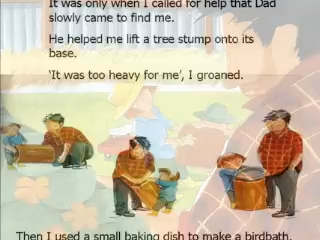 It was only when I called for help that Dad
slowly came to find me.
He helped me lift a tree stump onto its
base.
‘It was too heavy for me’, I groaned.
Then I used a small baking dish to make a birdbath.